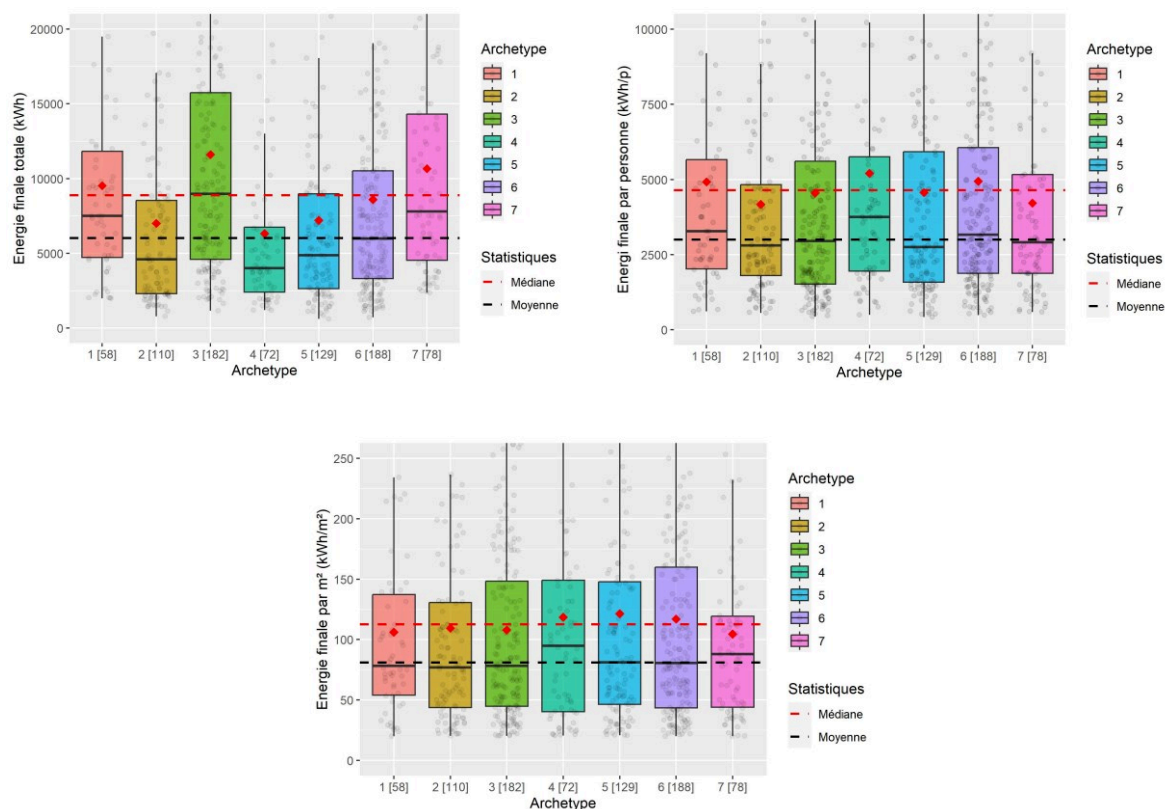 Energie finale totale (kWh)
20000
15000
10000
5000
0
1 [58] 2 [110] 3 [182] 4 [72] 5 [129] 6 [188] 7 [78]
Archetype
Archetype
1
2
3
4
5
6
7
Statistiques
Médiane
Moyenne
Energi finale par personne (kWh/p)
10000
7500
5000
2500
0
1 [58] 2 [110] 3 [182] 4 [72] 5 [129] 6 [188] 7 [78]
Archetype
Archetype
1
2
3
4
5
6
7
Statistiques
Médiane
Moyenne
Energie finale par m² (kWh/m²)
250
200
150
100
50
0
1 [58] 2 [110] 3 [182] 4 [72] 5 [129] 6 [188] 7 [78]
Archetype
Archetype
1
2
3
4
5
6
7
Statistiques
Médiane
Moyenne